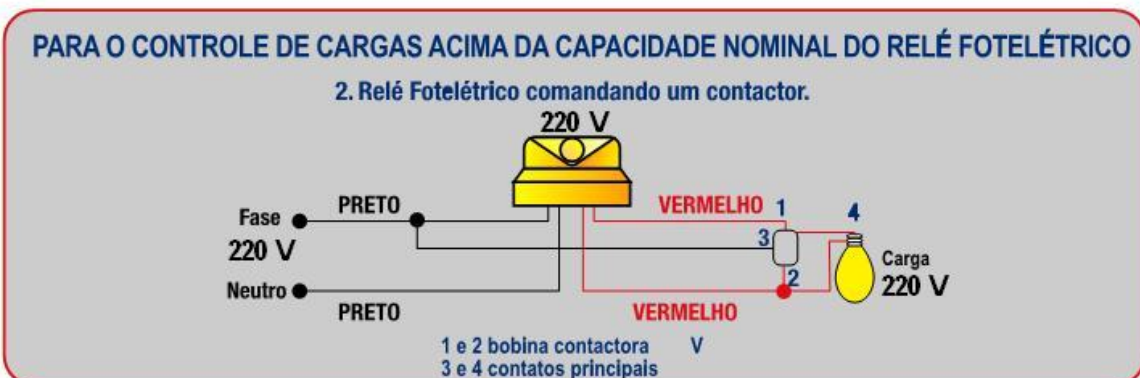 PARA O CONTROLE DE CARGAS ACIMA DA CAPACIDADE NOMINAL DO RELÉ FOTELÉTRICO
2. Relé Fotelétrico comandando um contactor.
220 V
PRETO
VERMELHO
1
4
Fase
3
220 V
Carga
2
220 V
Neutro
PRETO
VERMELHO
1 e 2 bobina contactora V
3 e 4 contatos principais